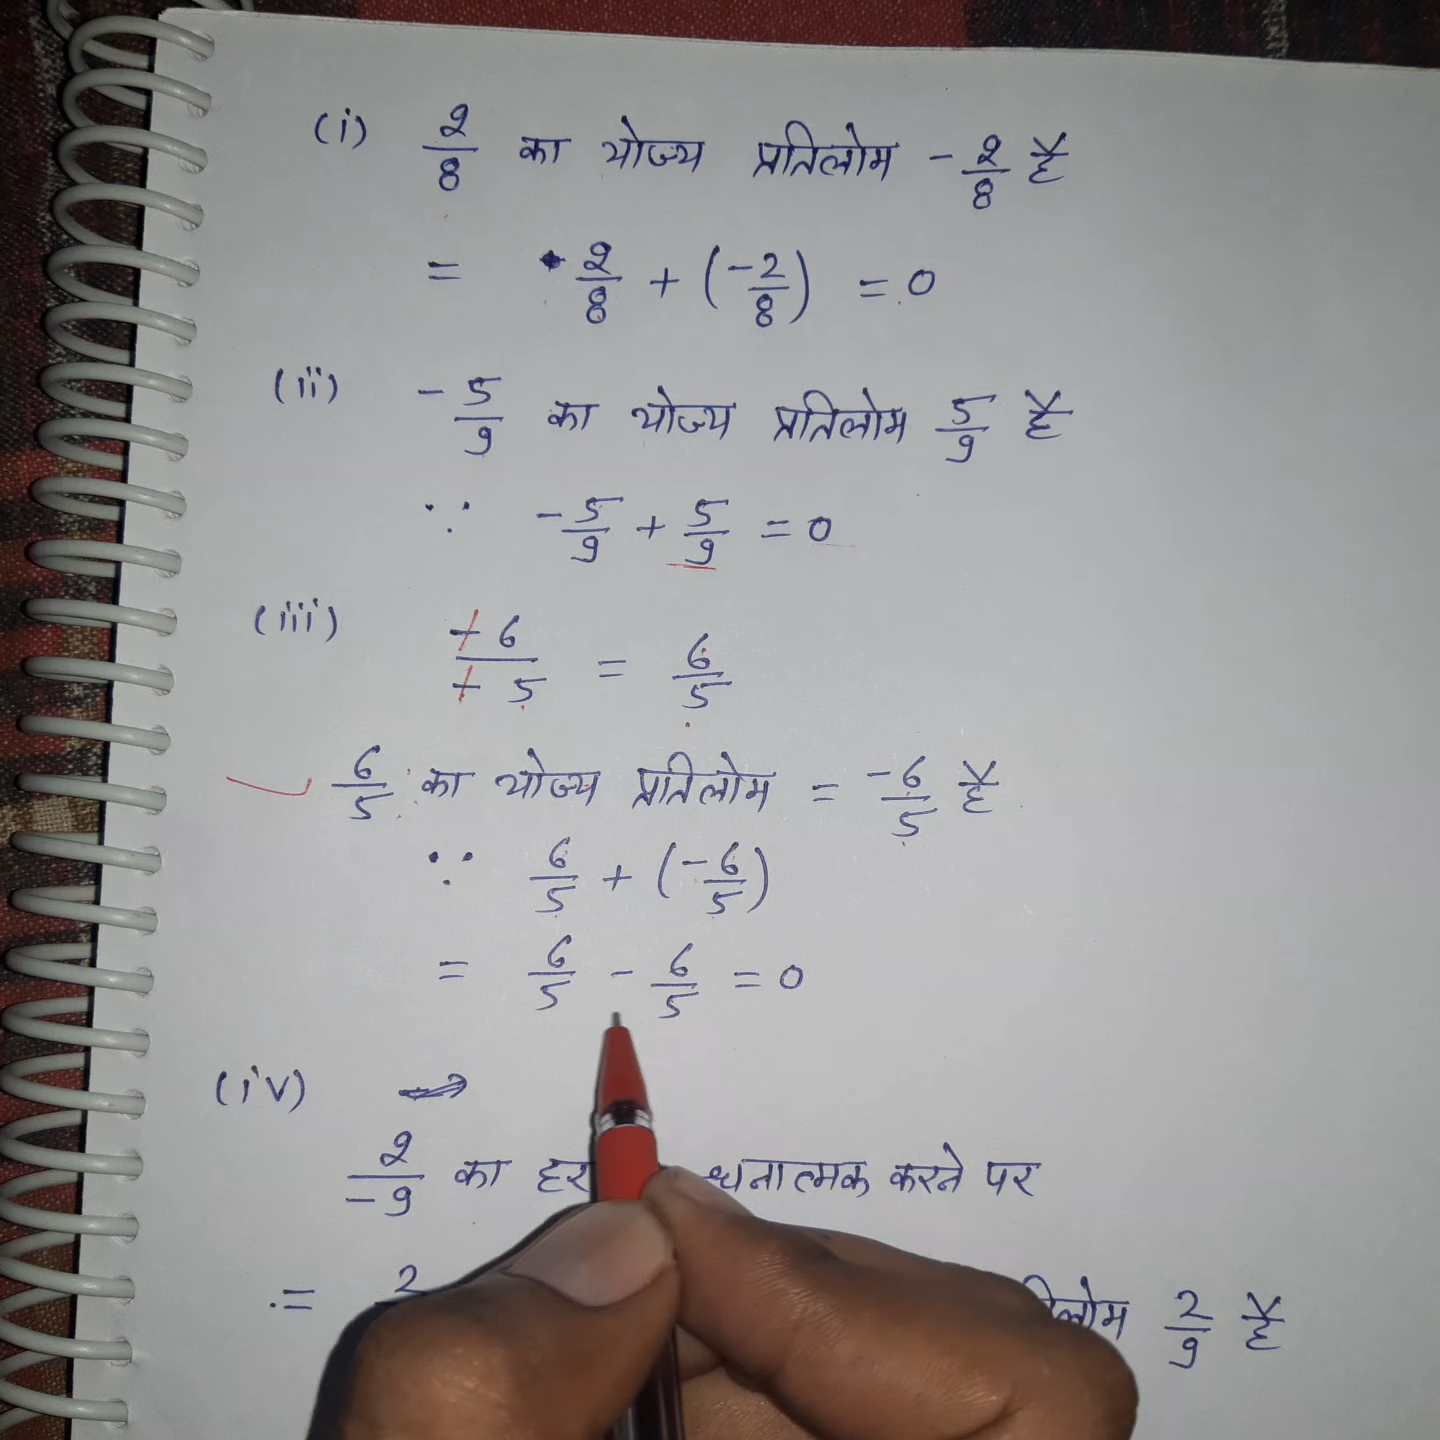 (i) 2/8 का योज्य प्रतिलोम -2/8 है
= 2/8 + (-2/8) = 0
(ii) -5/9 का योज्य प्रतिलोम 5/9 है
∵ -5/9 + 5/9 = 0
(iii) -6/-5 = 6/5
6/5 का योज्य प्रतिलोम = -6/5 है
∵ 6/5 + (-6/5)
= 6/5 - 6/5 = 0
(iv)
2/-9 का हर धनात्मक करने पर
= 2 2/9 है